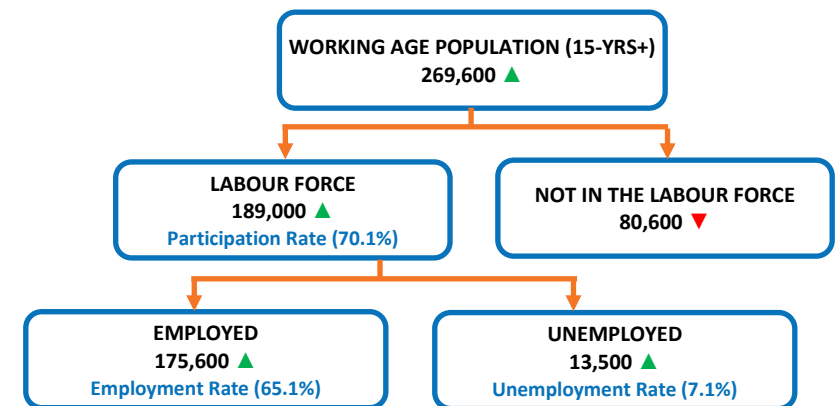 WORKING AGE POPULATION (15-YRS+)
269,600 ▲
LABOUR FORCE
189,000 ▲
Participation Rate (70.1%)
NOT IN THE LABOUR FORCE
80,600 ▼
EMPLOYED
175,600 ▲
Employment Rate (65.1%)
UNEMPLOYED
13,500 ▲
Unemployment Rate (7.1%)